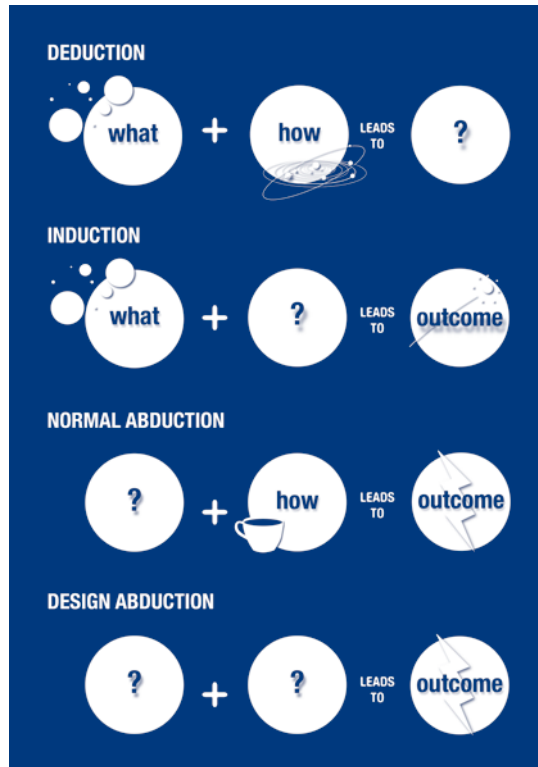 DEDUCTION
what + how LEADS TO ?
INDUCTION
what + ? LEADS TO outcome
NORMAL ABDUCTION
? + how LEADS TO outcome
DESIGN ABDUCTION
? + ? LEADS TO outcome